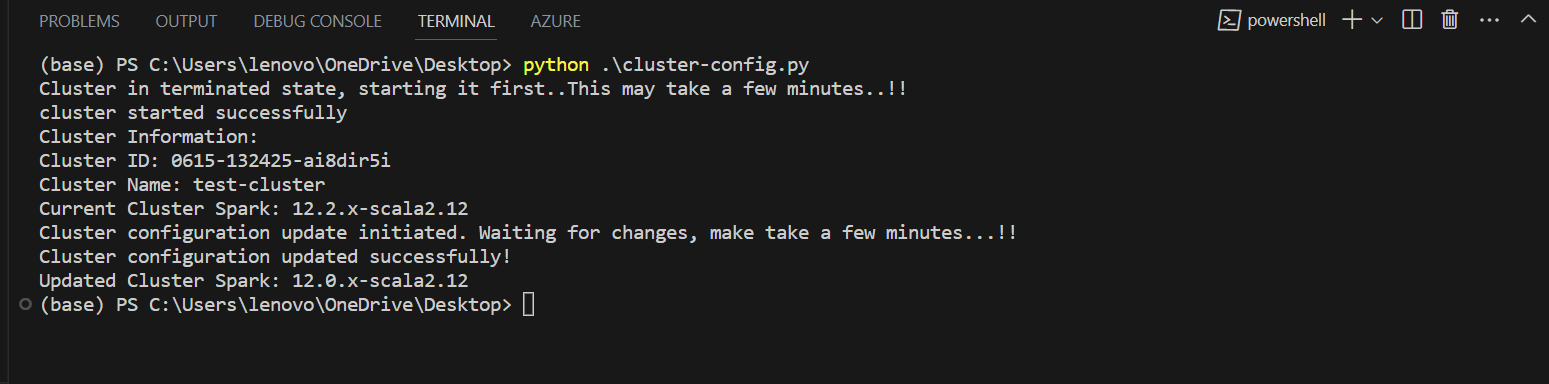 PROBLEMS OUTPUT DEBUG CONSOLE TERMINAL AZURE powershell
(base) PS C:\Users\lenovo\OneDrive\Desktop> python .\cluster-config.py
Cluster in terminated state, starting it first..This may take a few minutes..!!
cluster started successfully
Cluster Information:
Cluster ID: 0615-132425-ai8dir5i
Cluster Name: test-cluster
Current Cluster Spark: 12.2.x-scala2.12
Cluster configuration update initiated. Waiting for changes, make take a few minutes...!!
Cluster configuration updated successfully!
Updated Cluster Spark: 12.0.x-scala2.12
(base) PS C:\Users\lenovo\OneDrive\Desktop>